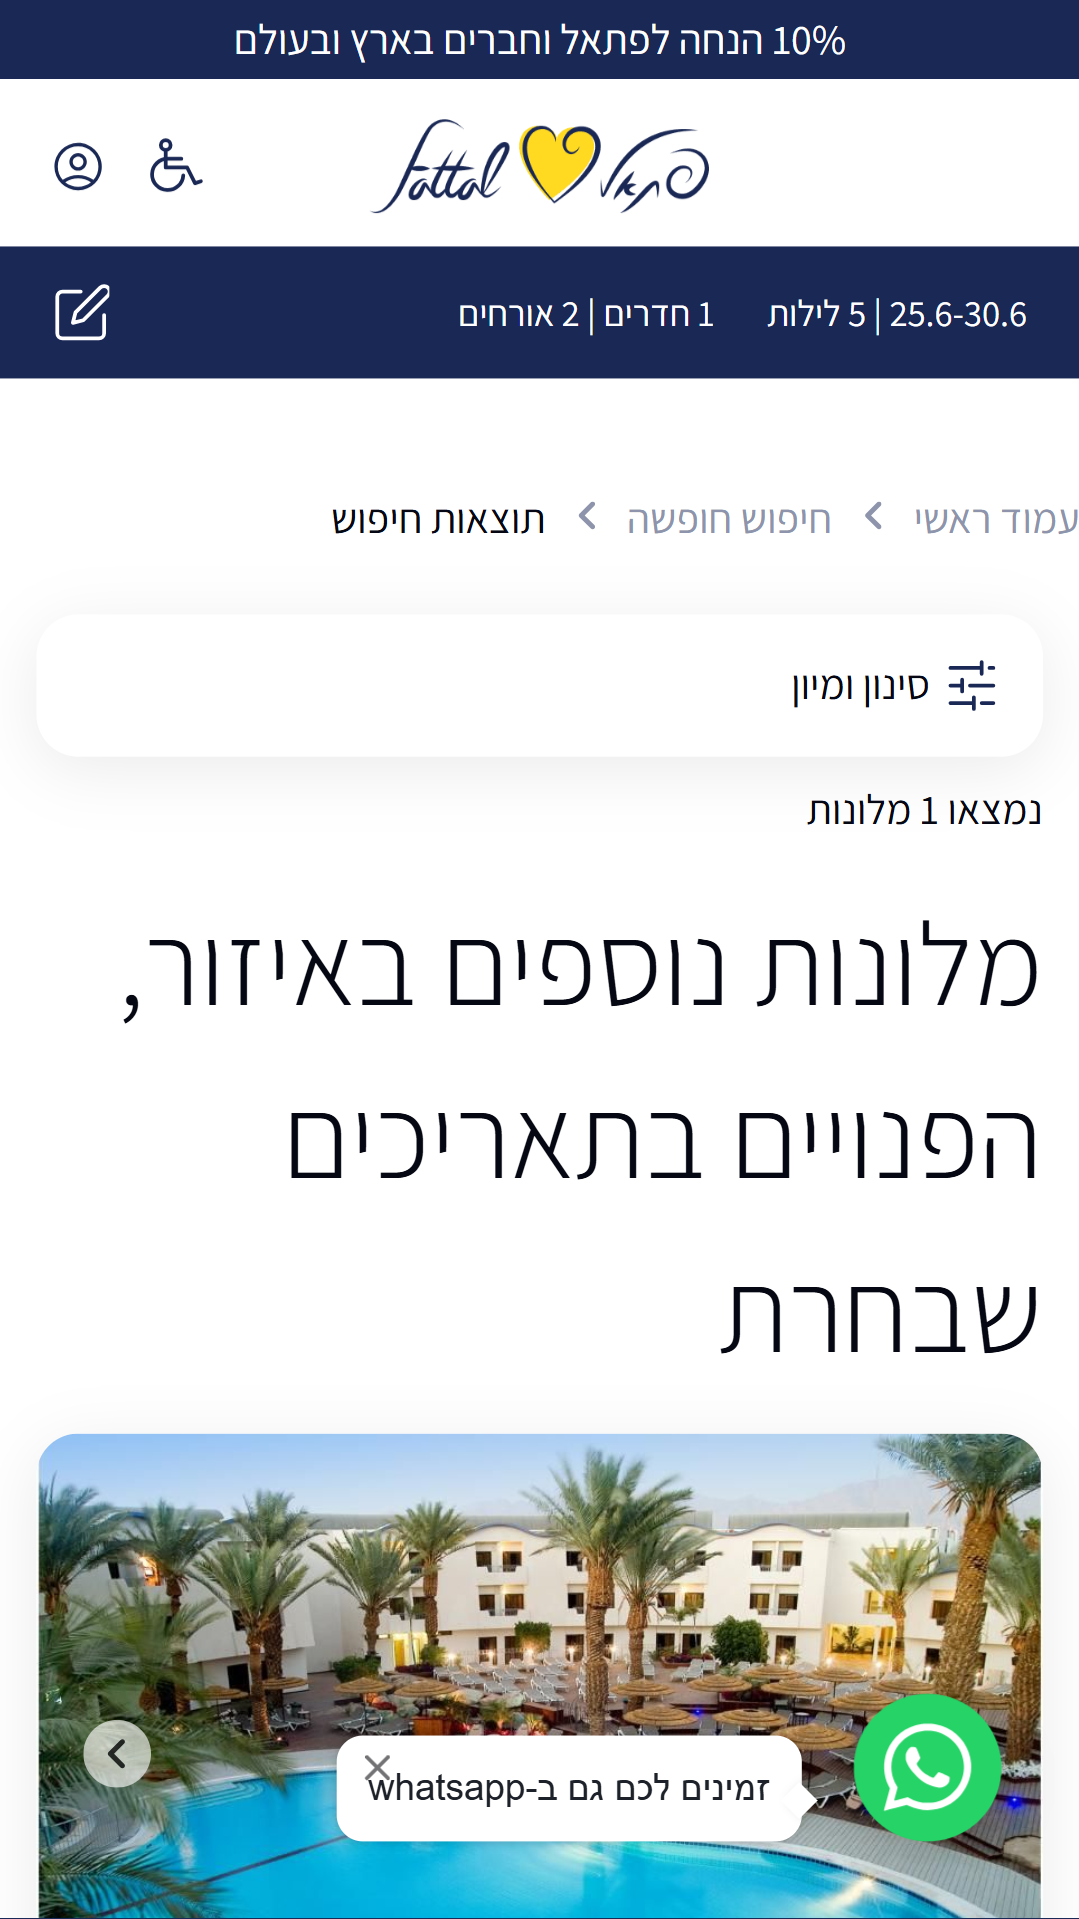 10% הנחה לפתאל וחברים בארץ ובעולם
פתאל fattal
25.6-30.6 | 5 לילות 1 חדרים | 2 אורחים
עמוד ראשי חיפוש חופשה תוצאות חיפוש
סינון ומיון
נמצאו 1 מלונות
מלונות נוספים באיזור,
הפנויים בתאריכים
שבחרת
זמינים לכם גם ב-whatsapp